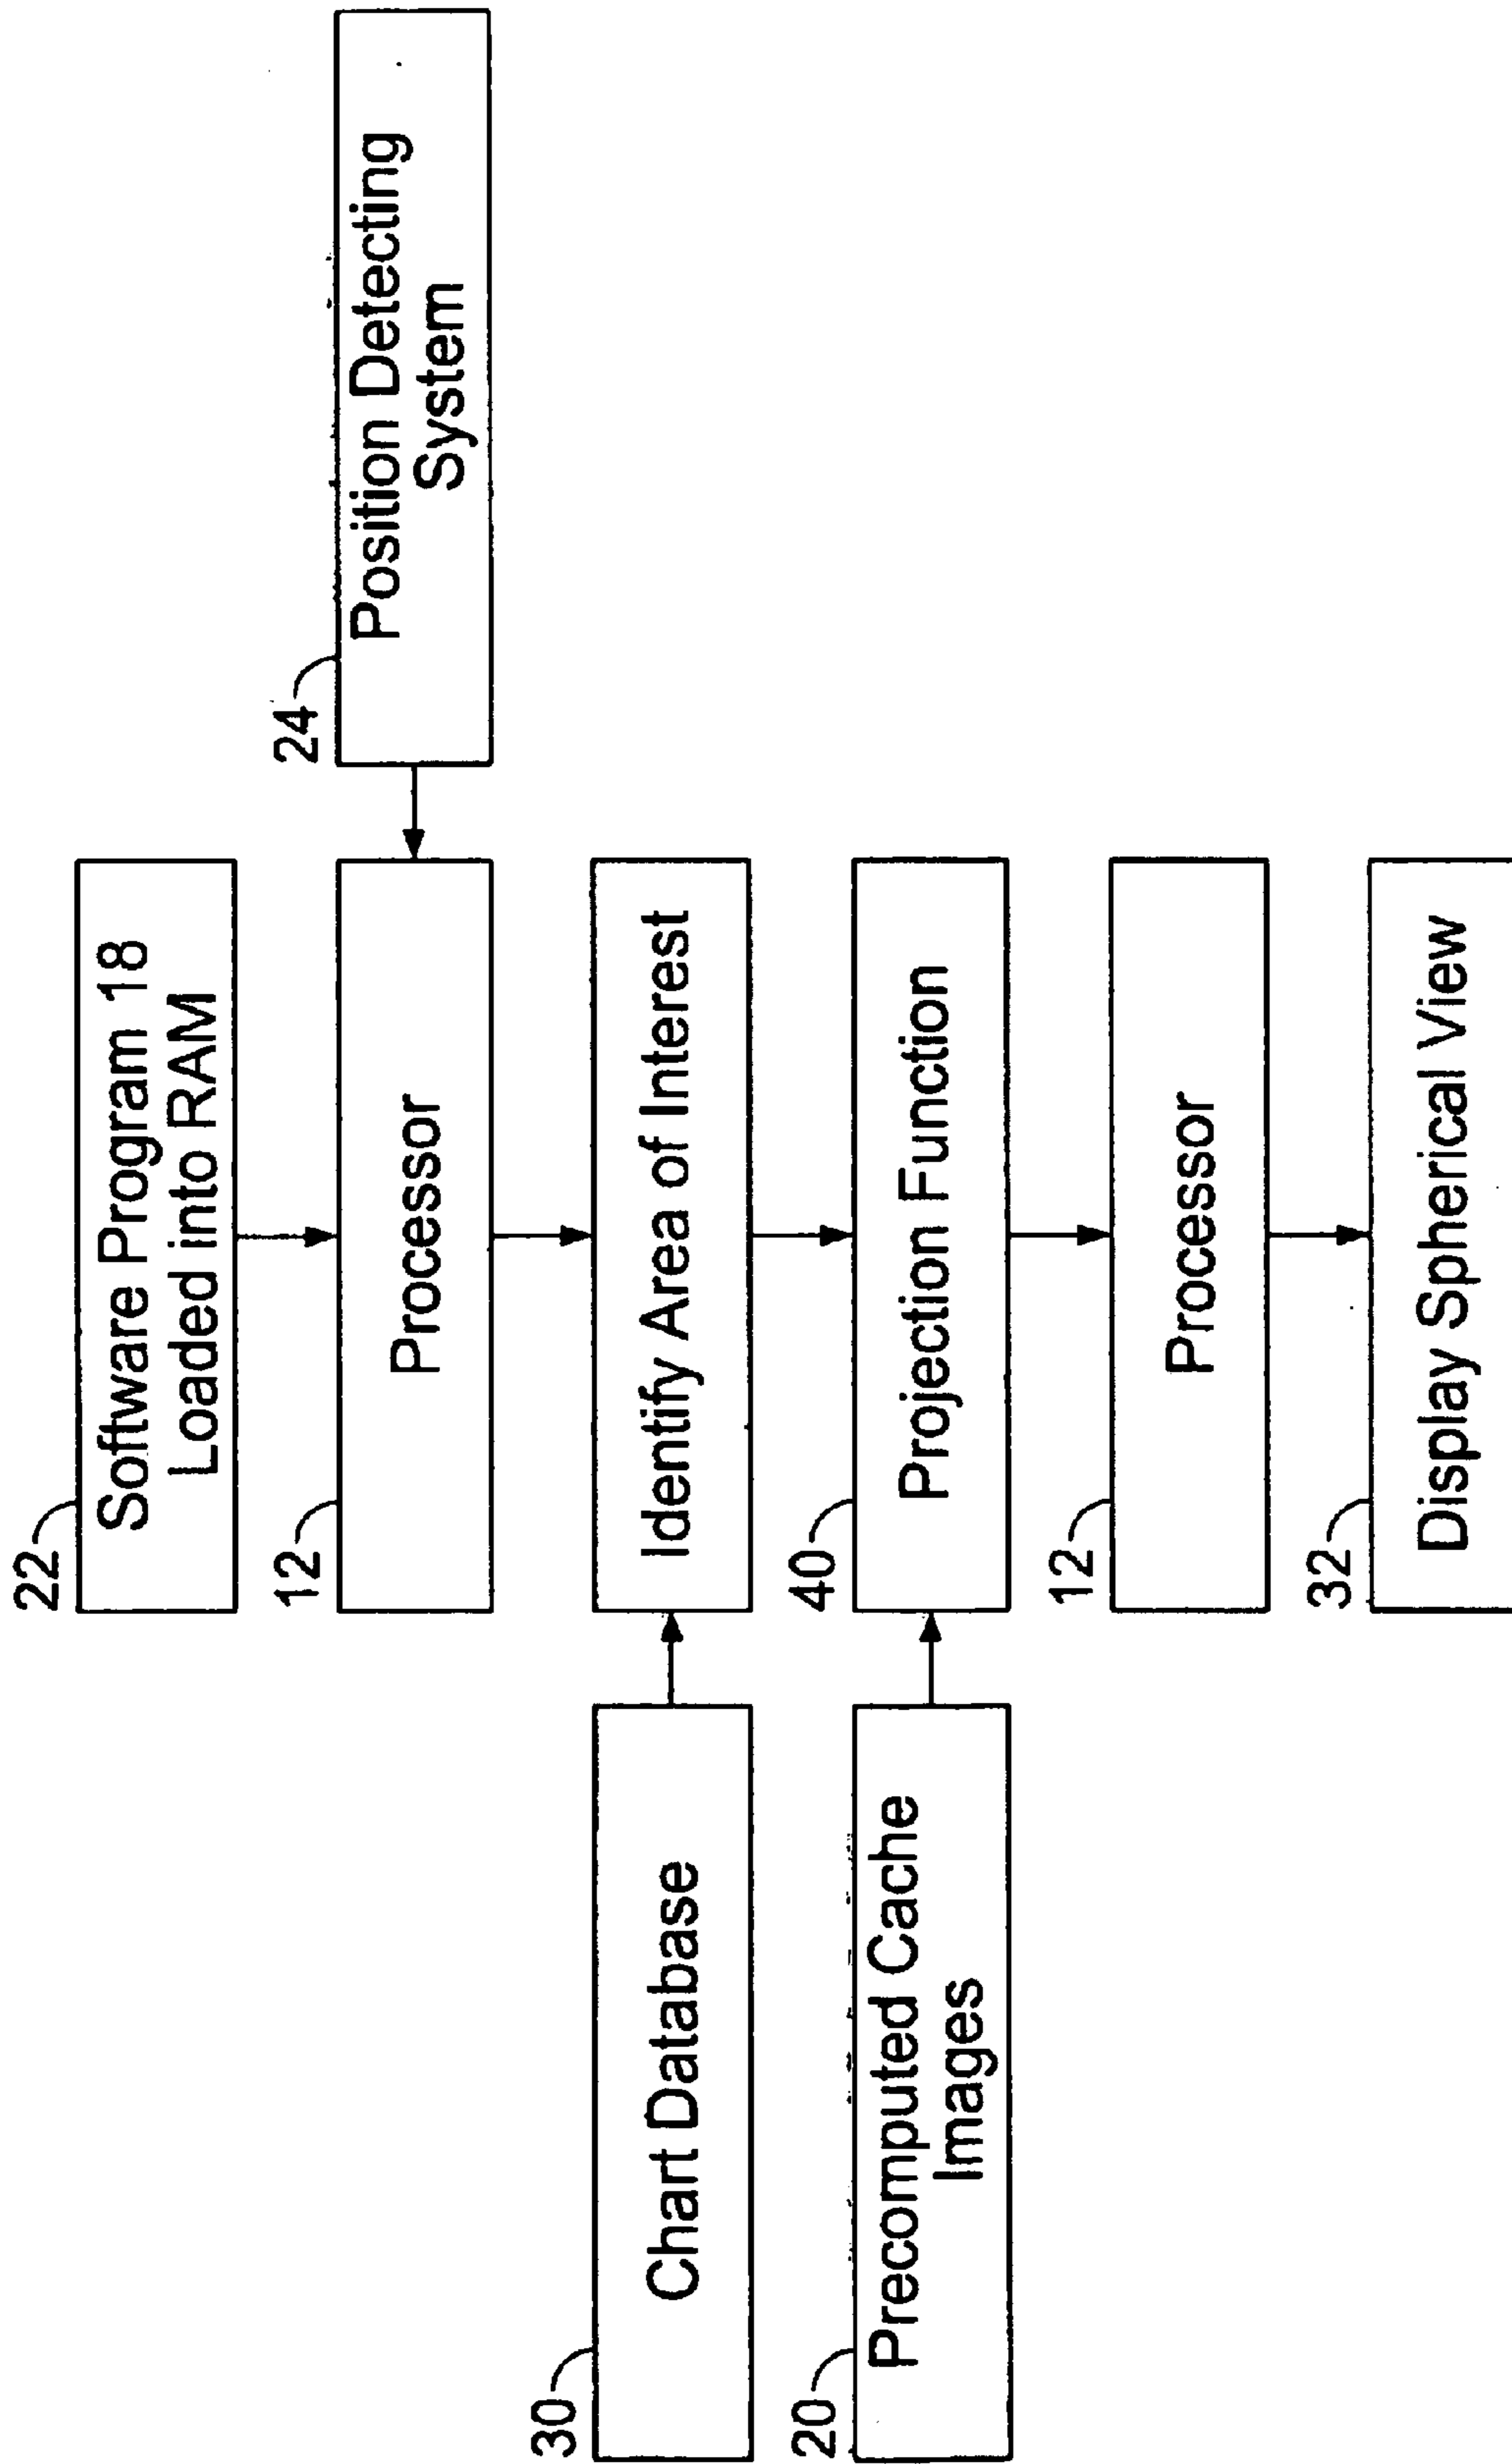 22
Software Program 18
Loaded into RAM
24
Position Detecting
System
12
Processor
30
Chart Database
Identify Area of Interest
20
Precomputed Cache
Images
40
Projection Function
12
Processor
32
Display Spherical View